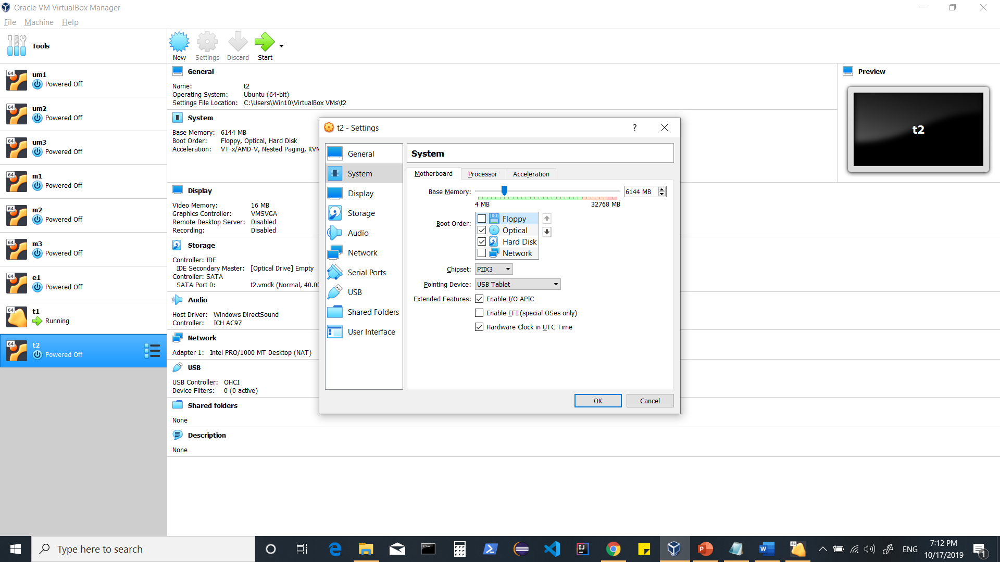 Oracle VM VirtualBox Manager
File Machine Help
Tools
New Settings Discard Start
64 um1
Powered Off
64 um2
Powered Off
64 um3
Powered Off
64 m1
Powered Off
64 m2
Powered Off
64 m3
Powered Off
64 e1
Powered Off
64 t1
Running
64 t2
Powered Off
General
Name: t2
Operating System: Ubuntu (64-bit)
Settings File Location: C:\Users\Win10\VirtualBox VMs\t2
System
Base Memory: 6144 MB
Boot Order: Floppy, Optical, Hard Disk
Acceleration: VT-x/AMD-V, Nested Paging, KVM
Display
Video Memory: 16 MB
Graphics Controller: VMSVGA
Remote Desktop Server: Disabled
Recording: Disabled
Storage
Controller: IDE
IDE Secondary Master: [Optical Drive] Empty
Controller: SATA
SATA Port 0: t2.vmdk (Normal, 40.00
Audio
Host Driver: Windows DirectSound
Controller: ICH AC97
Network
Adapter 1: Intel PRO/1000 MT Desktop (NAT)
USB
USB Controller: OHCI
Device Filters: 0 (0 active)
Shared folders
None
Description
None
Preview
t2
t2 - Settings ?
General
System
Display
Storage
Audio
Network
Serial Ports
USB
Shared Folders
User Interface
System
Motherboard Processor Acceleration
Base Memory: 6144 MB
4 MB 32768 MB
Boot Order: Floppy
Optical
Hard Disk
Network
Chipset: PIIX3
Pointing Device: USB Tablet
Extended Features: Enable I/O APIC
Enable EFI (special OSes only)
Hardware Clock in UTC Time
OK Cancel
Type here to search
ENG
7:12 PM
10/17/2019
1